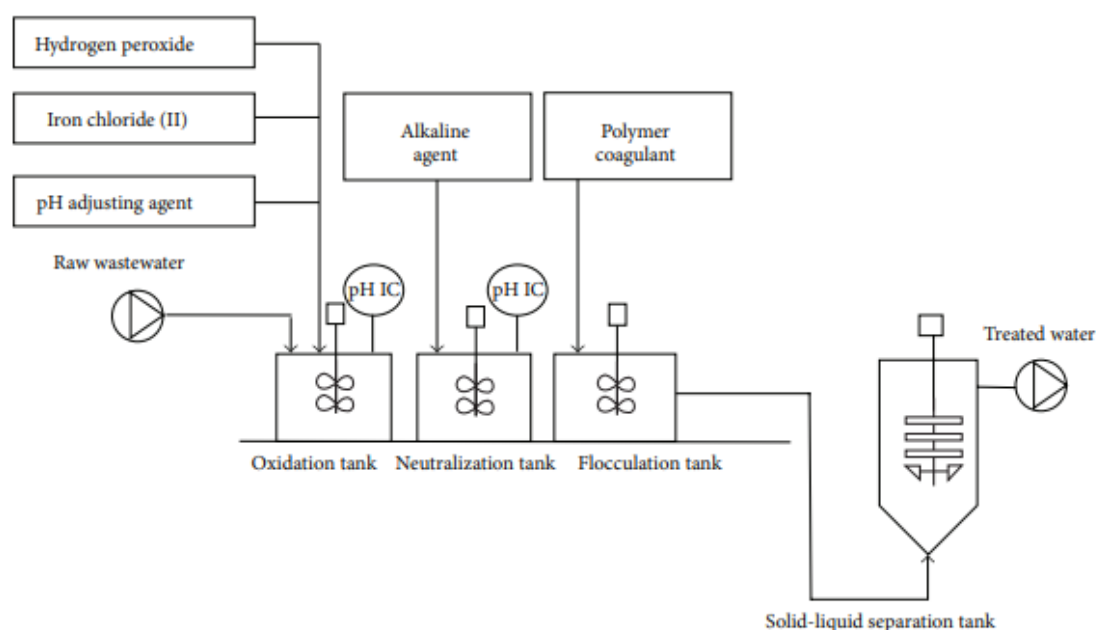 Hydrogen peroxide
Iron chloride (II)
pH adjusting agent
Alkaline
agent
Polymer
coagulant
Raw wastewater
pH IC
pH IC
Treated water
Oxidation tank
Neutralization tank
Flocculation tank
Solid-liquid separation tank